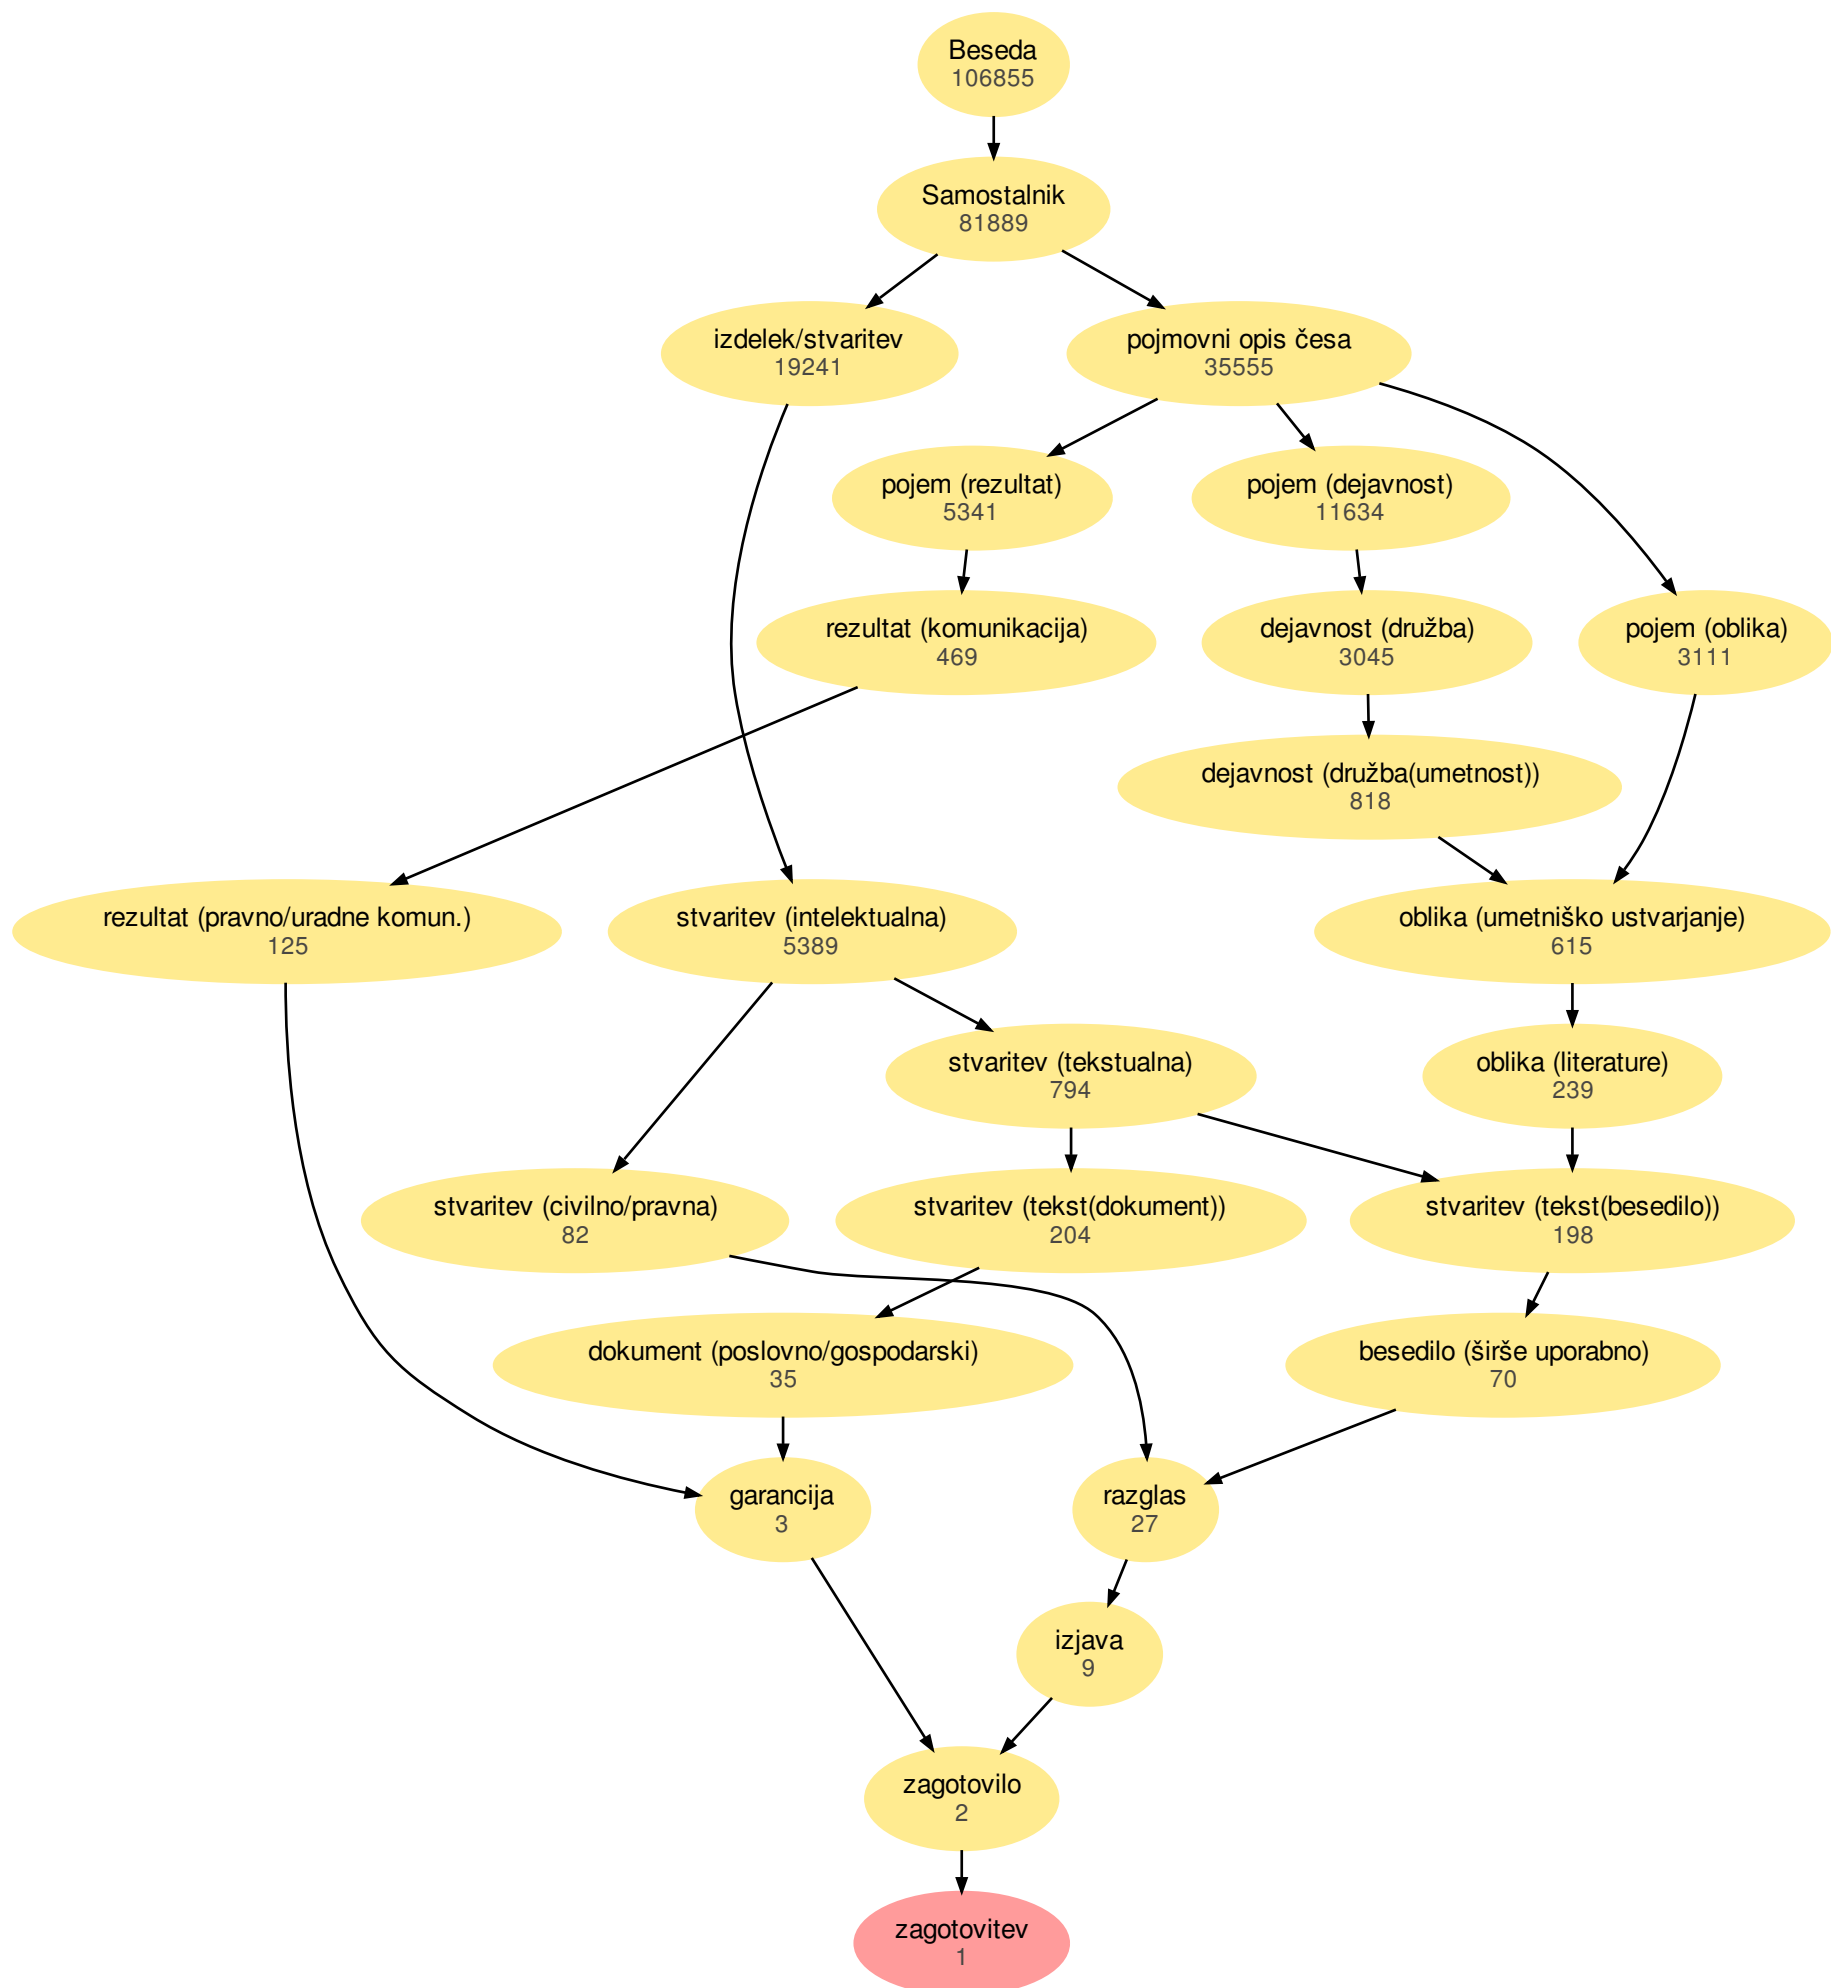 Beseda
106855
Samostalnik
81889
izdelek/stvaritev
19241
pojmovni opis česa
35555
pojem (rezultat)
5341
pojem (dejavnost)
11634
rezultat (komunikacija)
469
dejavnost (družba)
3045
pojem (oblika)
3111
dejavnost (družba(umetnost))
818
rezultat (pravno/uradne komun.)
125
stvaritev (intelektualna)
5389
oblika (umetniško ustvarjanje)
615
stvaritev (tekstualna)
794
oblika (literature)
239
stvaritev (civilno/pravna)
82
stvaritev (tekst(dokument))
204
stvaritev (tekst(besedilo))
198
dokument (poslovno/gospodarski)
35
besedilo (širše uporabno)
70
garancija
3
razglas
27
izjava
9
zagotovilo
2
zagotovitev
1